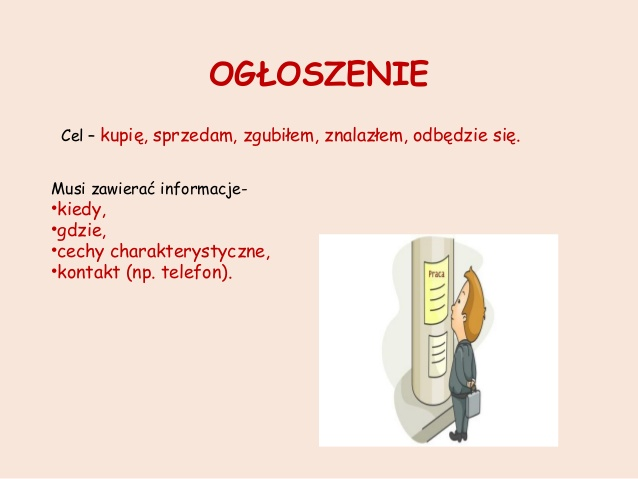 OGŁOSZENIE
Cel – kupię, sprzedam, zgubiłem, znalazłem, odbędzie się.
Musi zawierać informacje-
•kiedy,
•gdzie,
•cechy charakterystyczne,
•kontakt (np. telefon).
Praca